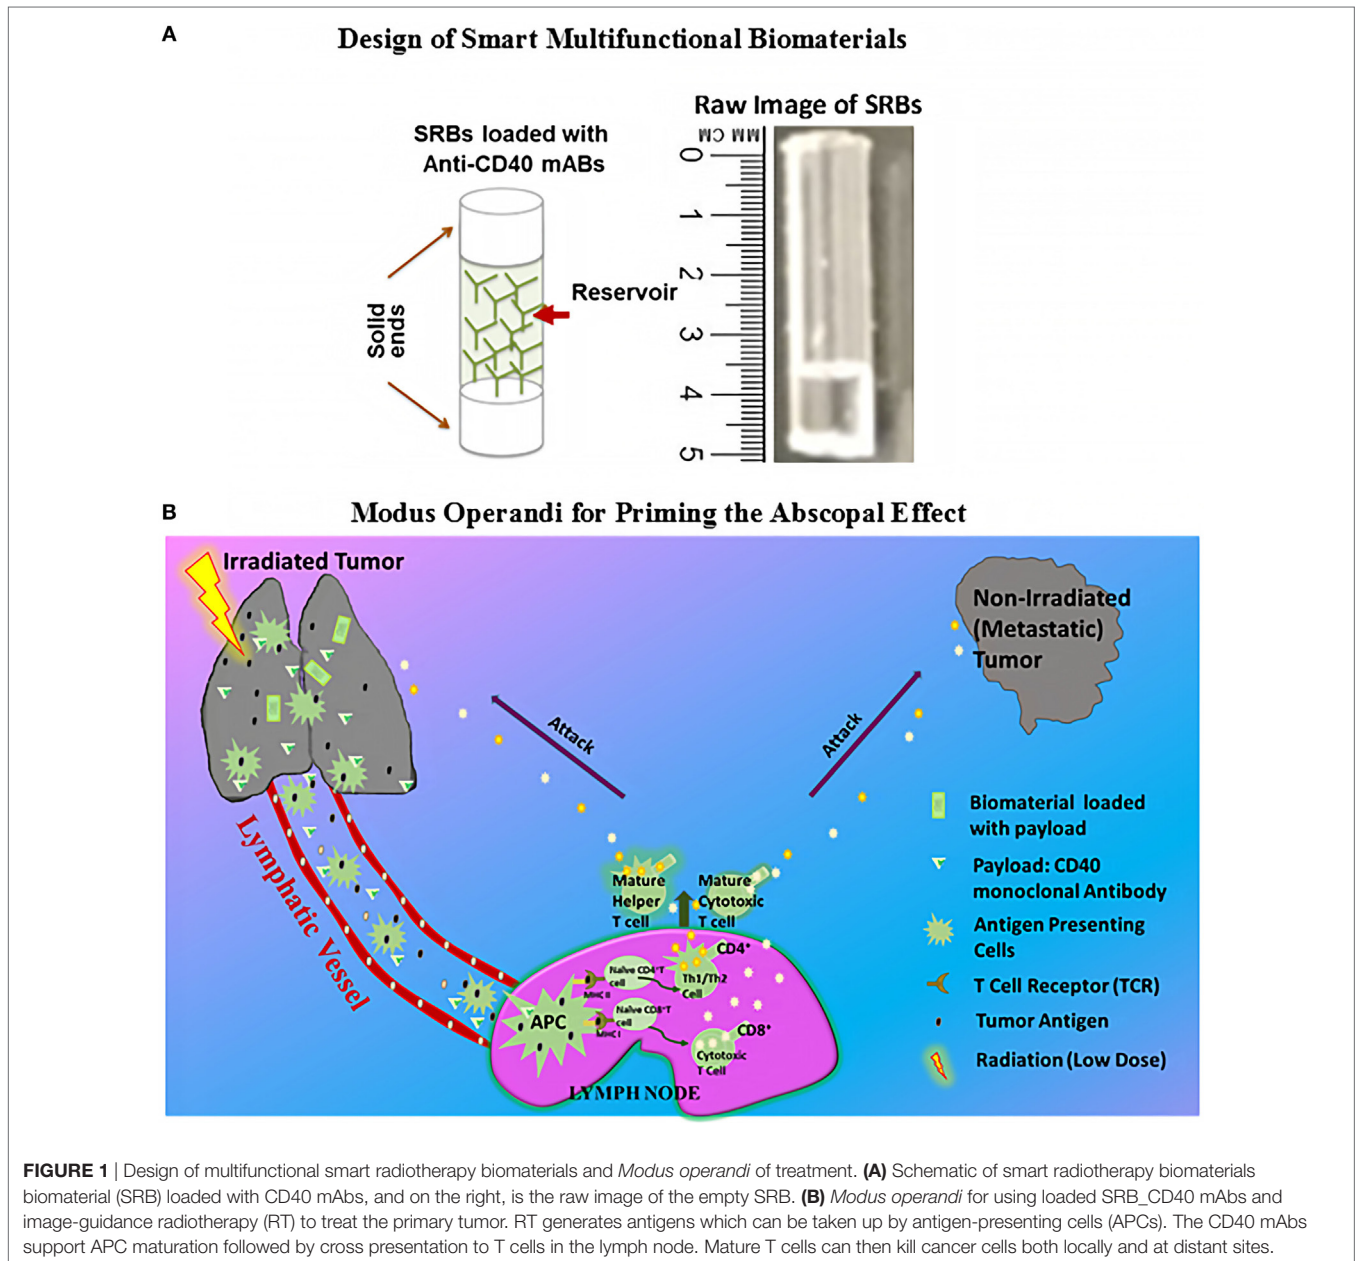 A
Design of Smart Multifunctional Biomaterials
Raw Image of SRBs
SRBs loaded with
Anti-CD40 mABs
Solid
ends
Reservoir
MM CM
0
1
2
3
4
5
B
Modus Operandi for Priming the Abscopal Effect
Irradiated Tumor
Non-Irradiated
(Metastatic)
Tumor
Attack
Attack
Lymphatic Vessel
Mature
Helper
T cell
Mature
Cytotoxic
T cell
CD4⁺
Naïve CD4⁺T
cell
Th1/Th2
Cell
MHC II
APC
Naïve CD8⁺T
cell
MHC I
CD8⁺
Cytotoxic
T Cell
LYMPH NODE
Biomaterial loaded
with payload
Payload: CD40
monoclonal Antibody
Antigen Presenting
Cells
T Cell Receptor (TCR)
Tumor Antigen
Radiation (Low Dose)
FIGURE 1 | Design of multifunctional smart radiotherapy biomaterials and Modus operandi of treatment. (A) Schematic of smart radiotherapy biomaterials
biomaterial (SRB) loaded with CD40 mAbs, and on the right, is the raw image of the empty SRB. (B) Modus operandi for using loaded SRB_CD40 mAbs and
image-guidance radiotherapy (RT) to treat the primary tumor. RT generates antigens which can be taken up by antigen-presenting cells (APCs). The CD40 mAbs
support APC maturation followed by cross presentation to T cells in the lymph node. Mature T cells can then kill cancer cells both locally and at distant sites.